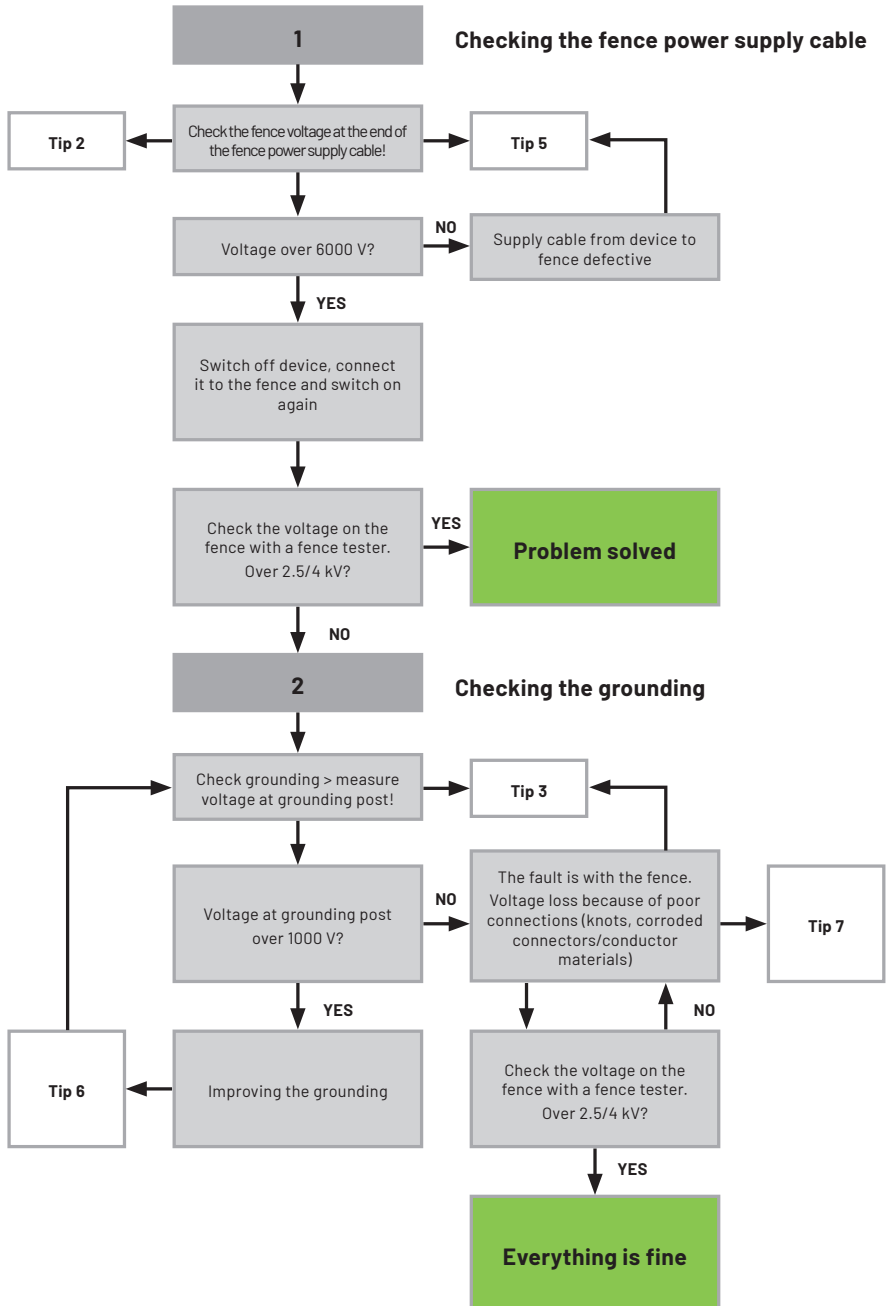 1
Checking the fence power supply cable
Tip 2
Check the fence voltage at the end of
the fence power supply cable!
Tip 5
Voltage over 6000 V?
NO
Supply cable from device to
fence defective
YES
Switch off device, connect
it to the fence and switch on
again
Check the voltage on the
fence with a fence tester.
Over 2.5/4 kV?
YES
Problem solved
NO
2
Checking the grounding
Check grounding > measure
voltage at grounding post!
Tip 3
Voltage at grounding post
over 1000 V?
NO
The fault is with the fence.
Voltage loss because of poor
connections (knots, corroded
connectors/conductor
materials)
Tip 7
YES
NO
Tip 6
Improving the grounding
Check the voltage on the
fence with a fence tester.
Over 2.5/4 kV?
YES
Everything is fine